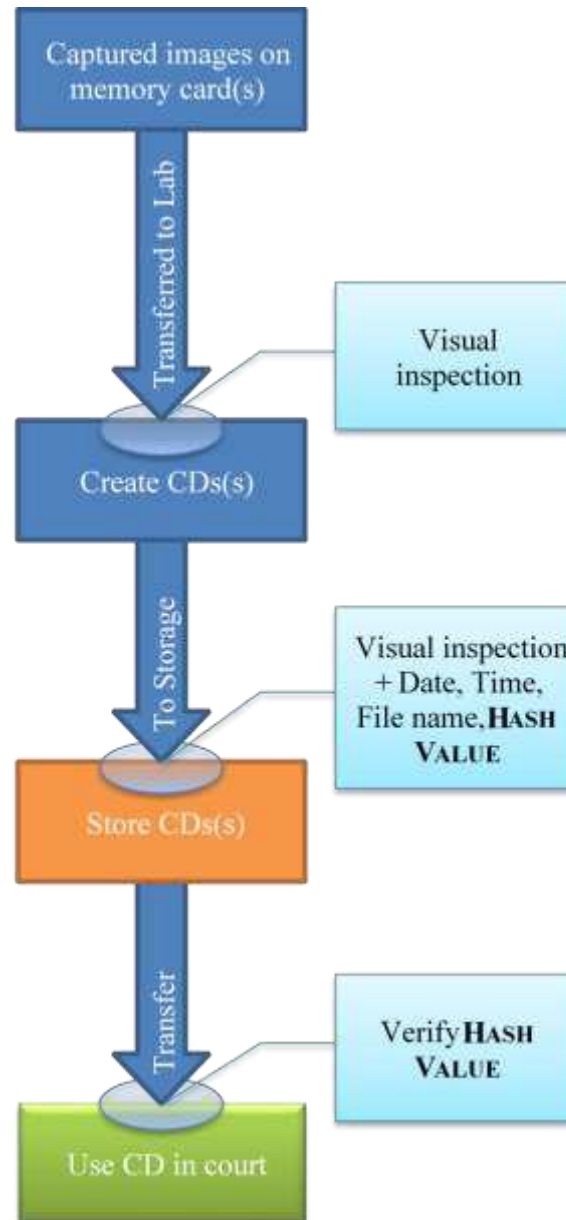 Captured images on
memory card(s)
Transferred to Lab
Visual
inspection
Create CDs(s)
To Storage
Visual inspection
+ Date, Time,
File name,HASH
VALUE
Store CDs(s)
Transfer
Verify HASH
VALUE
Use CD in court